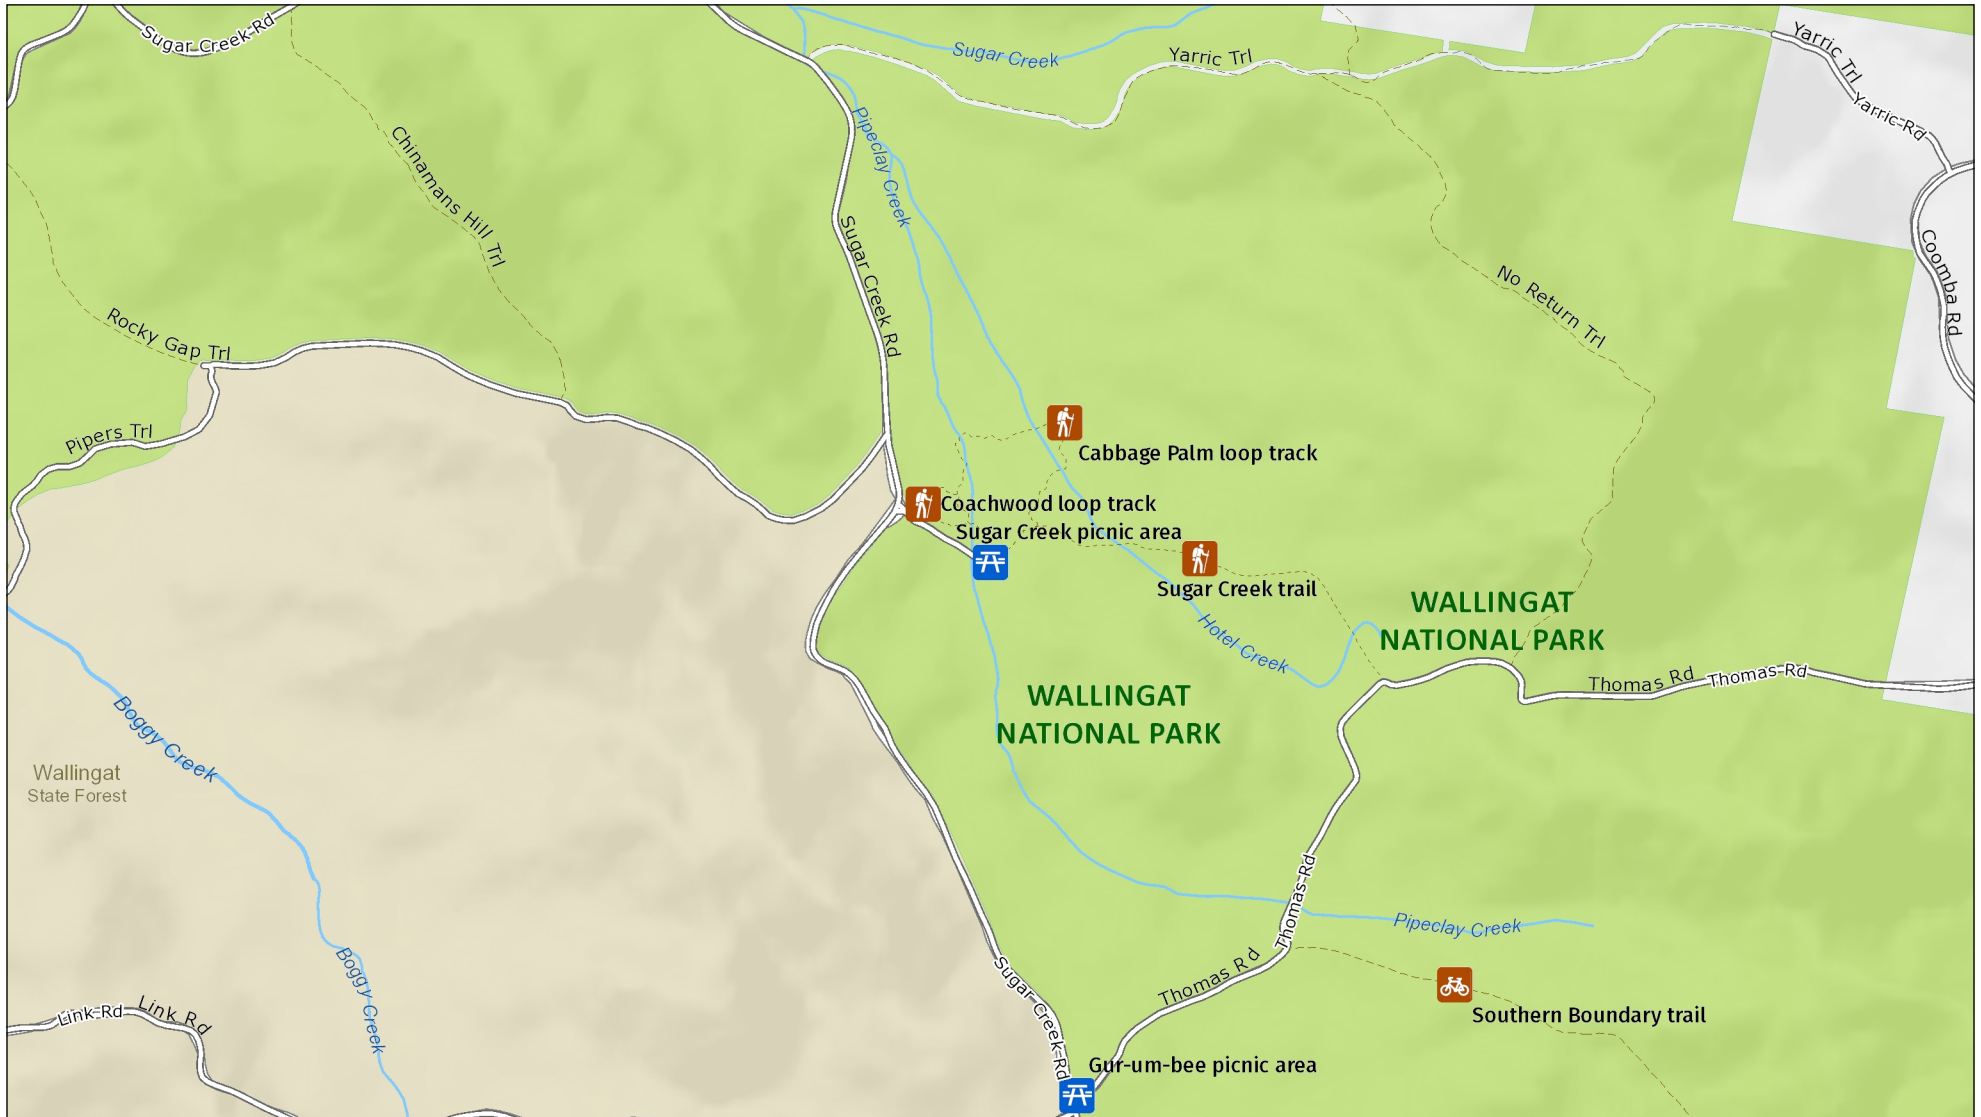 Sugar Creek Rd
Sugar Creek
Yarric Trl
Yarric Trl
Yarric Rd
Pipeclay Creek
Chinamans Hill Trl
Sugar Creek Rd
No Return Trl
Coomba Rd
Rocky Gap Trl
Pipers Trl
Cabbage Palm loop track
Coachwood loop track
Sugar Creek picnic area
Sugar Creek trail
Hotel Creek
WALLINGAT
NATIONAL PARK
Thomas Rd
Thomas Rd
WALLINGAT
NATIONAL PARK
Boggy Creek
Wallingat
State Forest
Thomas Rd
Pipeclay Creek
Boggy Creek
Thomas Rd
Sugar Creek Rd
Link Rd
Link Rd
Southern Boundary trail
Gur-um-bee picnic area